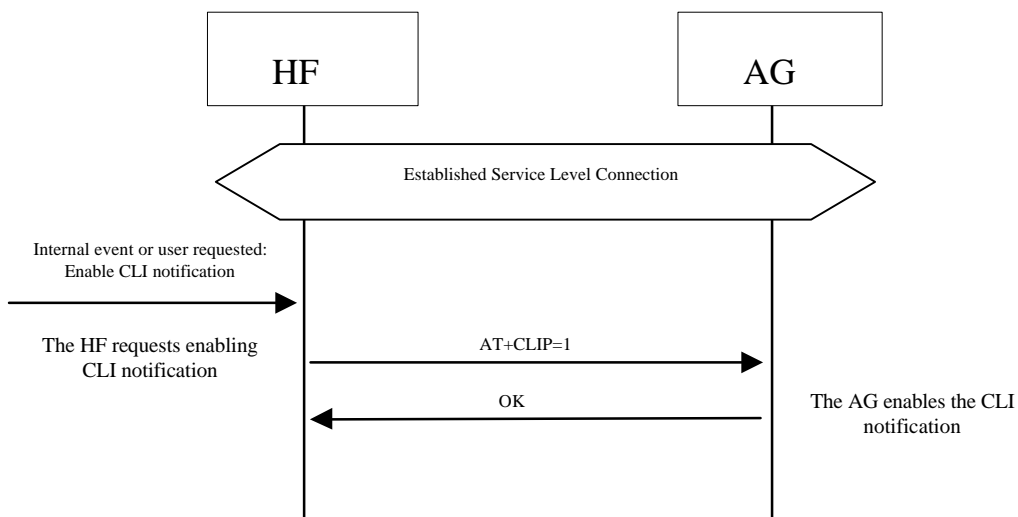 HF
AG
Established Service Level Connection
Internal event or user requested:
Enable CLI notification
The HF requests enabling
CLI notification
AT+CLIP=1
OK
The AG enables the CLI
notification